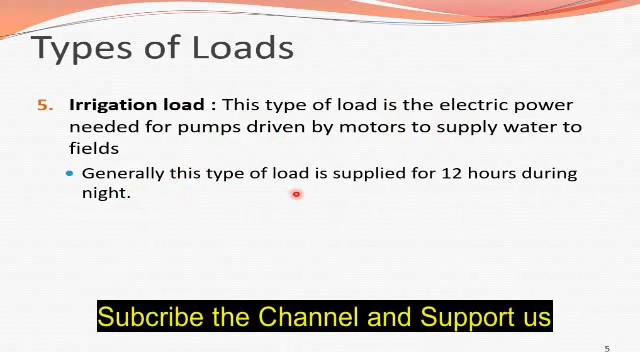 Types of Loads
5. Irrigation load : This type of load is the electric power
needed for pumps driven by motors to supply water to
fields
• Generally this type of load is supplied for 12 hours during
night.
Subcribe the Channel and Support us
5